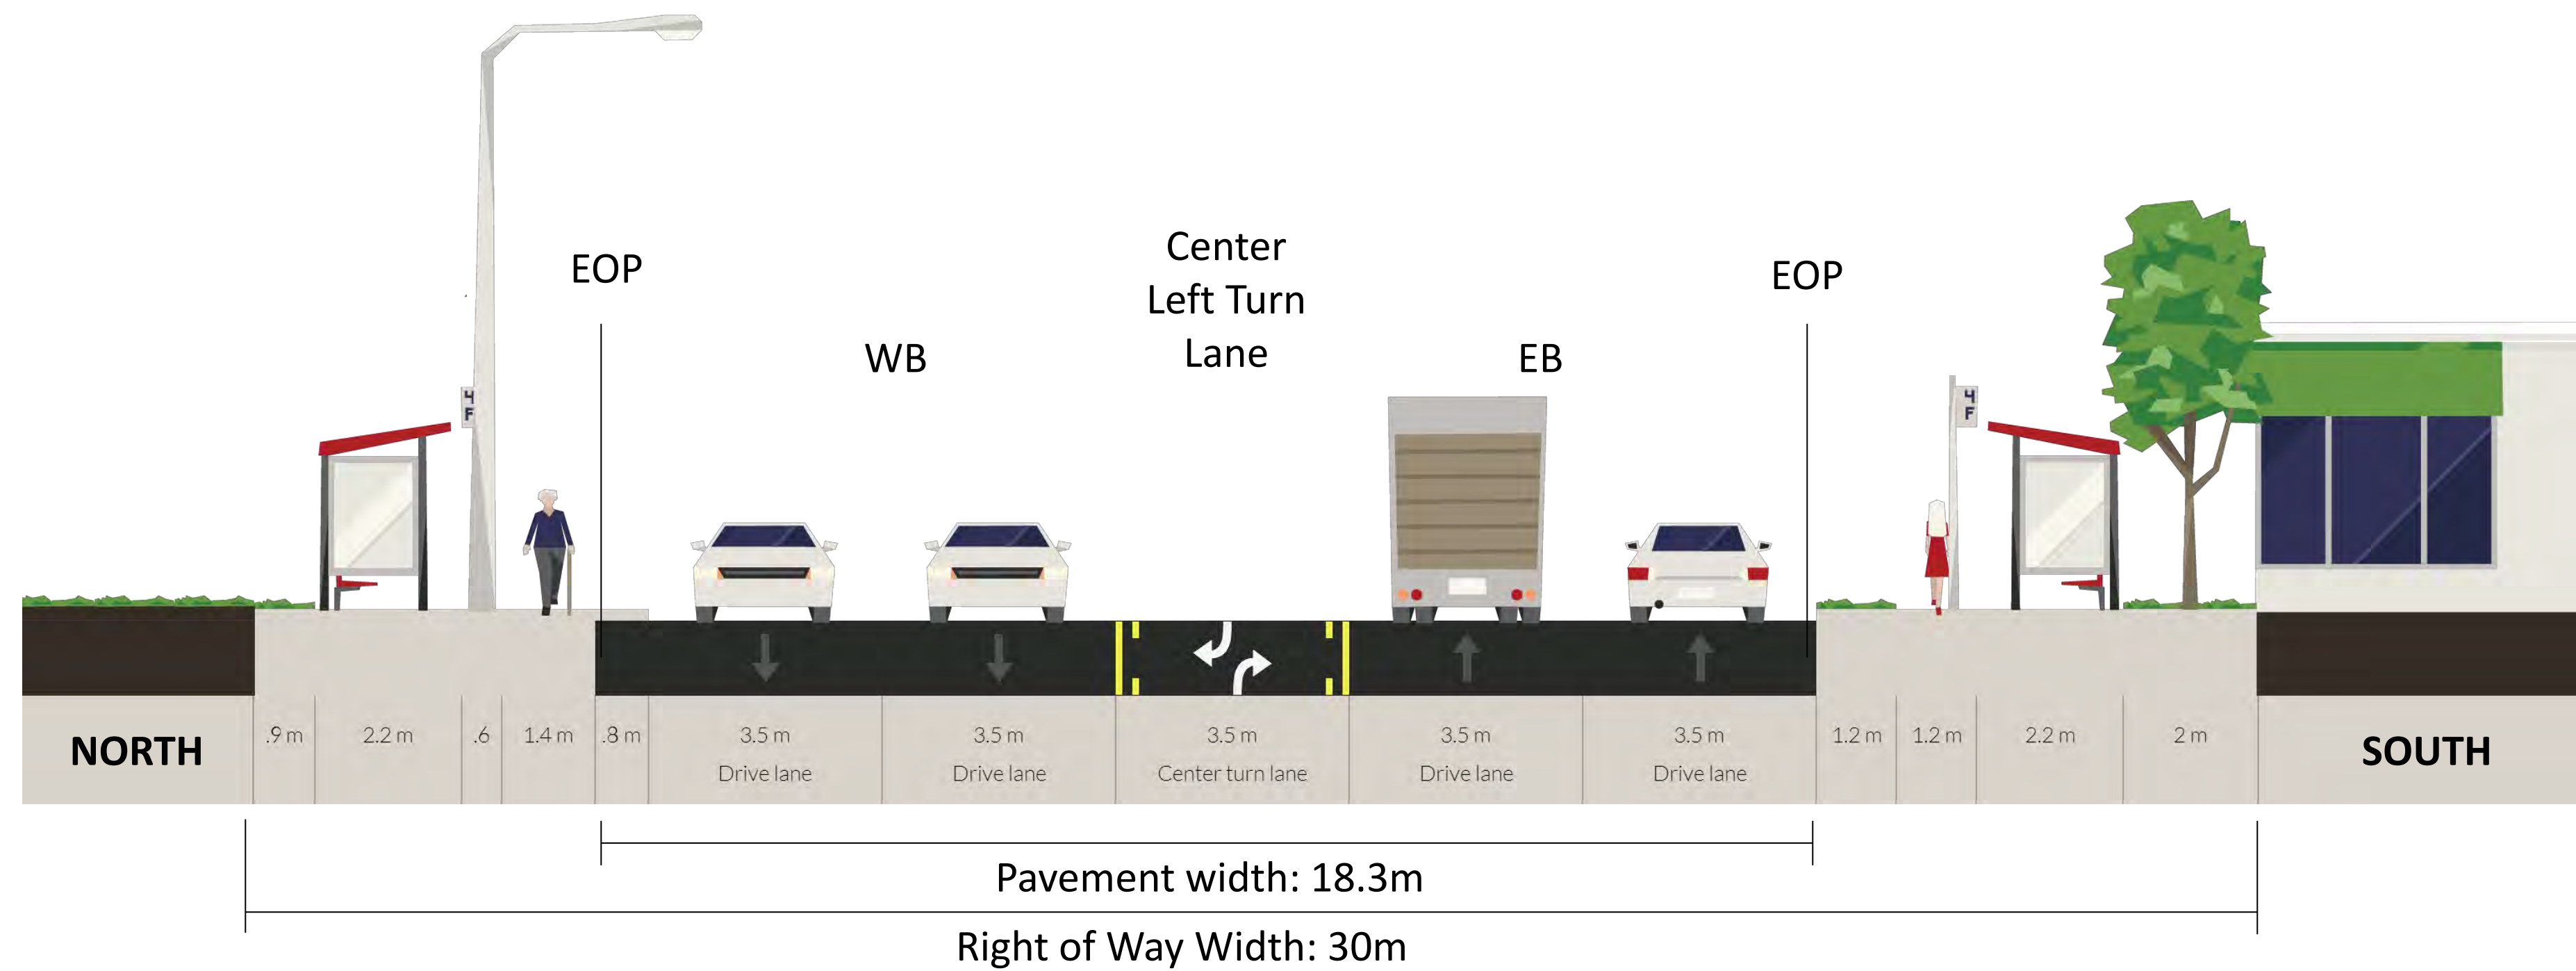 EOP
WB
Center
Left Turn
Lane
EB
EOP
4
F
4
F
NORTH
.9 m
2.2 m
.6
1.4 m
.8 m
3.5 m
Drive lane
3.5 m
Drive lane
3.5 m
Center turn lane
3.5 m
Drive lane
3.5 m
Drive lane
1.2 m
1.2 m
2.2 m
2 m
SOUTH
Pavement width: 18.3m
Right of Way Width: 30m